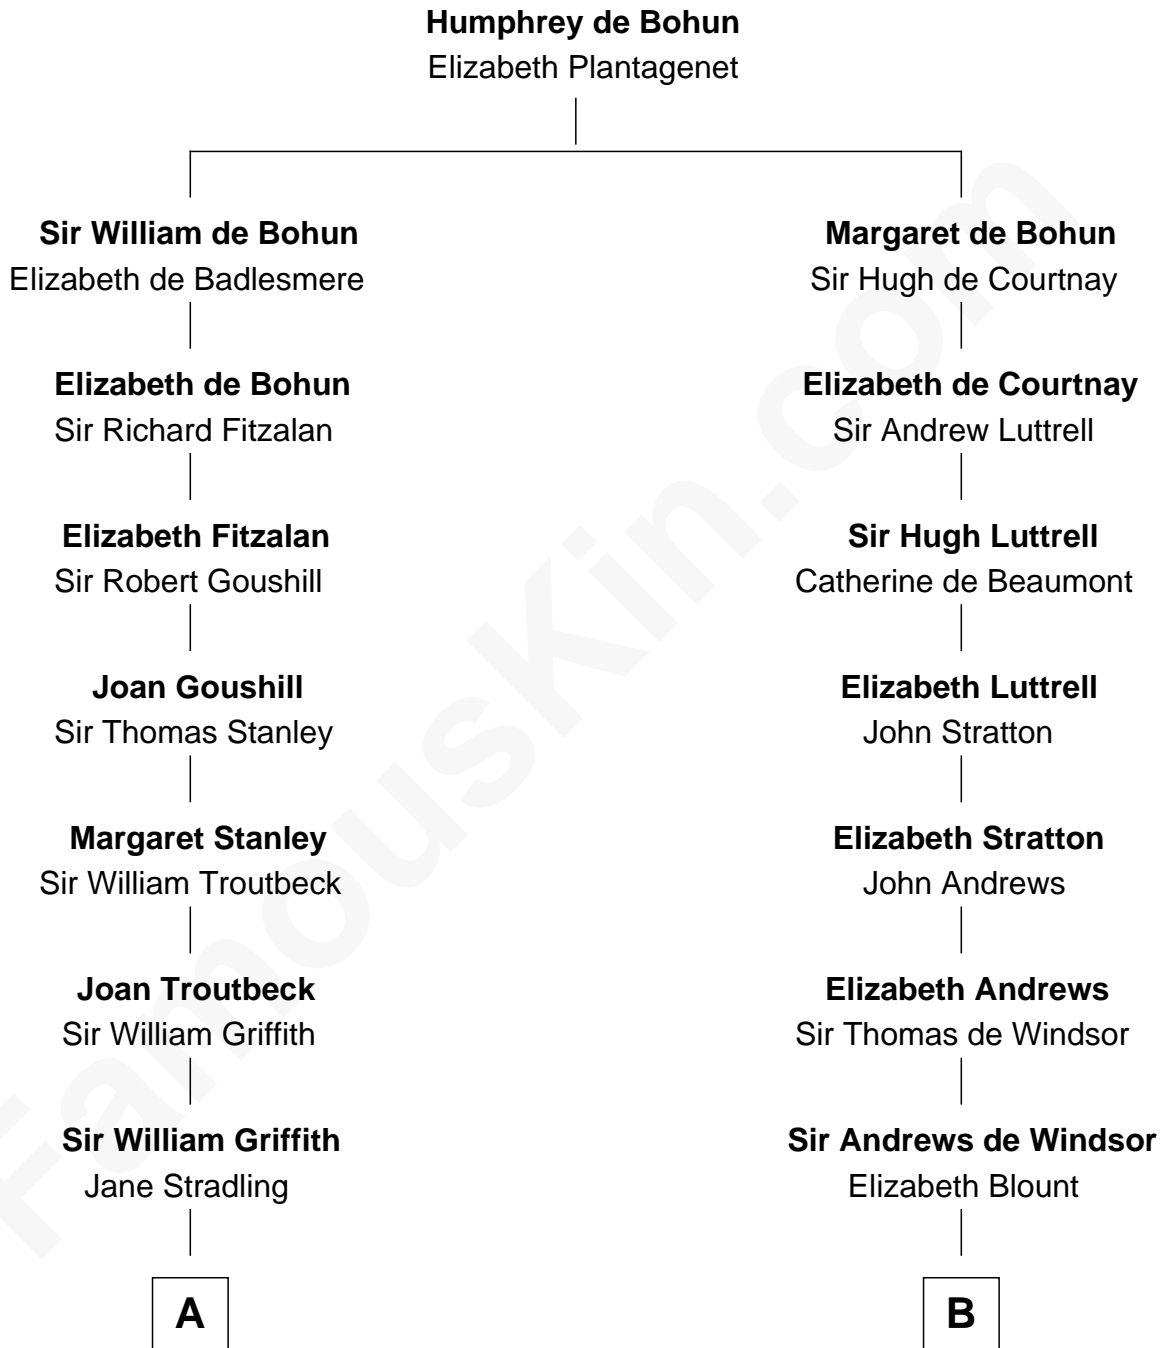 Humphrey de Bohun
Elizabeth Plantagenet
Sir William de Bohun
Elizabeth de Badlesmere
Margaret de Bohun
Sir Hugh de Courtnay
Elizabeth de Bohun
Sir Richard Fitzalan
Elizabeth de Courtnay
Sir Andrew Luttrell
Elizabeth Fitzalan
Sir Robert Goushill
Sir Hugh Luttrell
Catherine de Beaumont
Joan Goushill
Sir Thomas Stanley
Elizabeth Luttrell
John Stratton
Margaret Stanley
Sir William Troutbeck
Elizabeth Stratton
John Andrews
Joan Troutbeck
Sir William Griffith
Elizabeth Andrews
Sir Thomas de Windsor
Sir William Griffith
Jane Stradling
Sir Andrews de Windsor
Elizabeth Blount
A
B
FamousKin.com